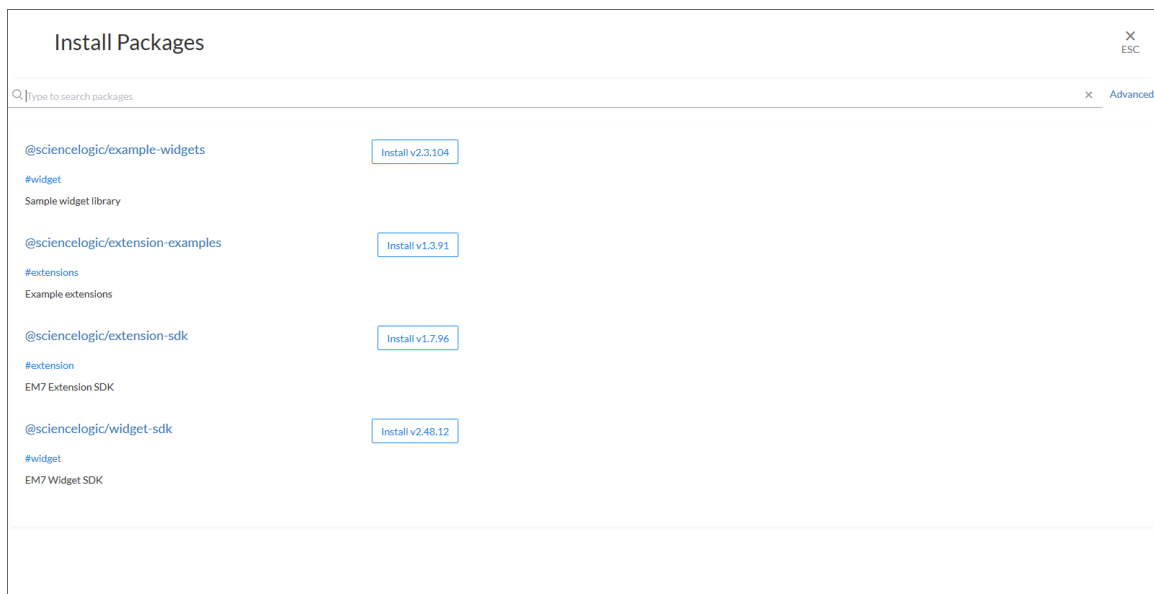 Install Packages
ESC
Type to search packages
Advanced
@sciencelogic/example-widgets
Install v2.3.104
#widget
Sample widget library
@sciencelogic/extension-examples
Install v1.3.91
#extensions
Example extensions
@sciencelogic/extension-sdk
Install v1.7.96
#extension
EM7 Extension SDK
@sciencelogic/widget-sdk
Install v2.48.12
#widget
EM7 Widget SDK